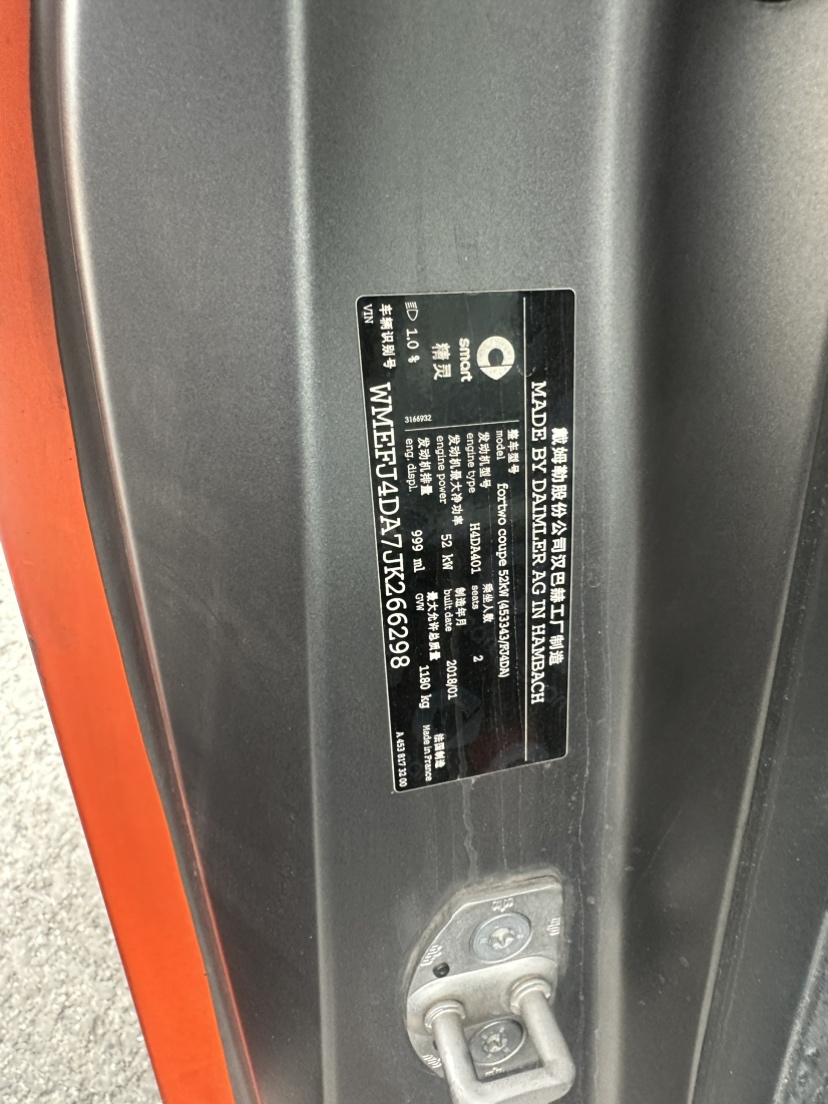 戴姆勒股份公司汉巴赫工厂制造
MADE BY DAIMLER AG IN HAMBACH
smart
精灵
1.0 %
3166932
整车型号
model fortwo coupe 52kW (453343/FJ4DA)
发动机型号 乘坐人数
engine type H4DA401 seats 2
发动机最大净功率 制造年月
engine power 52 kW built date 2018/01
发动机排量 最大允许总质量
eng. displ. 999 ml GVW 1180 kg
法国制造
Made in France
车辆识别号
VIN WMEFJ4DA7JK266298
A 453 817 32 00